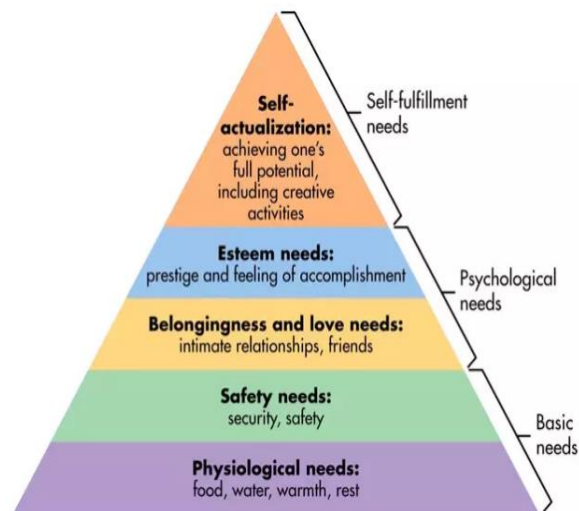 Self-
actualization:
achieving one's
full potential,
including creative
activities
Self-fulfillment
needs
Esteem needs:
prestige and feeling of accomplishment
Psychological
needs
Belongingness and love needs:
intimate relationships, friends
Safety needs:
security, safety
Basic
needs
Physiological needs:
food, water, warmth, rest